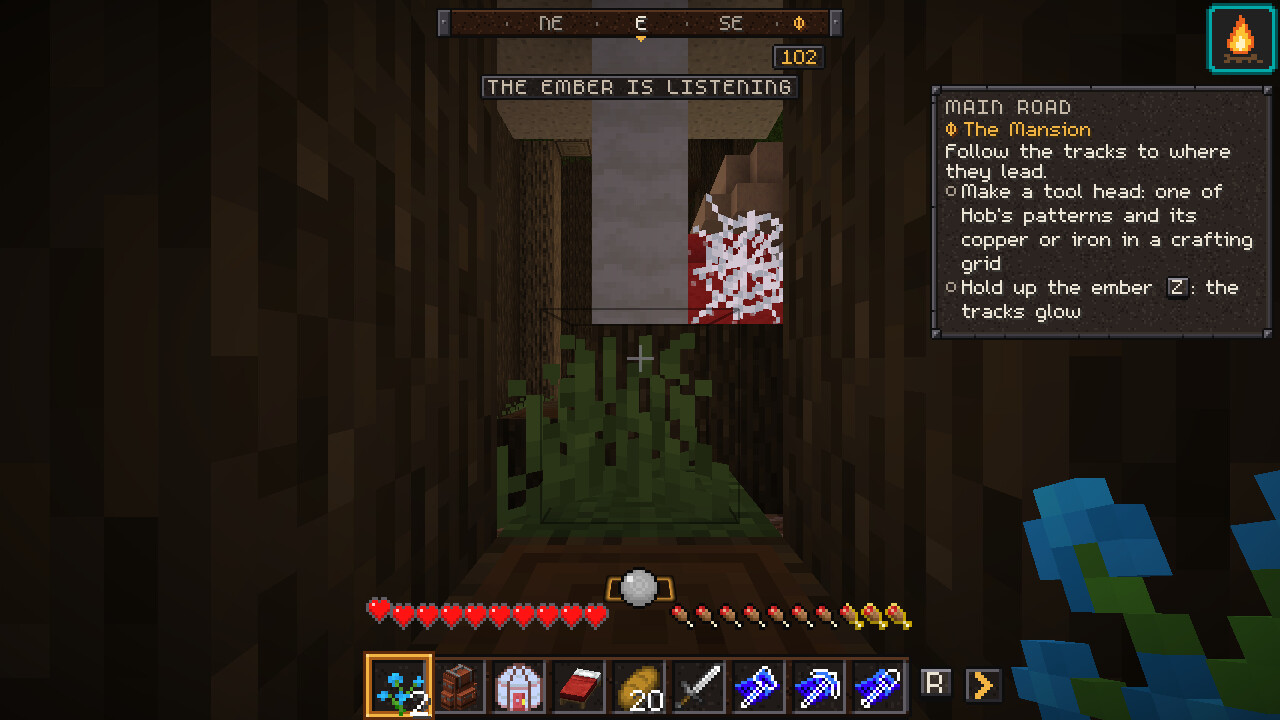 NE E SE
102
THE EMBER IS LISTENING
MAIN ROAD
The Mansion
Follow the tracks to where
they lead.
Make a tool head: one of
Hob's patterns and its
copper or iron in a crafting
grid
Hold up the ember Z: the
tracks glow
2
20
R